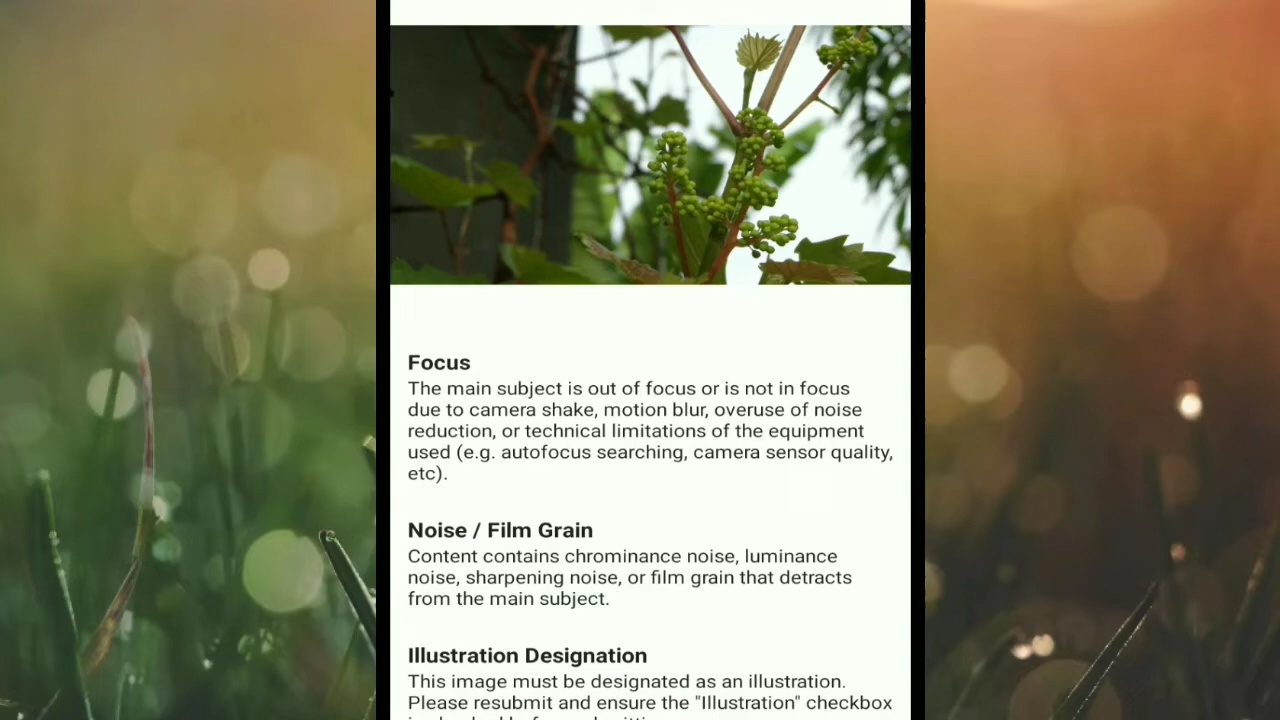 Focus
The main subject is out of focus or is not in focus
due to camera shake, motion blur, overuse of noise
reduction, or technical limitations of the equipment
used (e.g. autofocus searching, camera sensor quality,
etc).
Noise / Film Grain
Content contains chrominance noise, luminance
noise, sharpening noise, or film grain that detracts
from the main subject.
Illustration Designation
This image must be designated as an illustration.
Please resubmit and ensure the "Illustration" checkbox